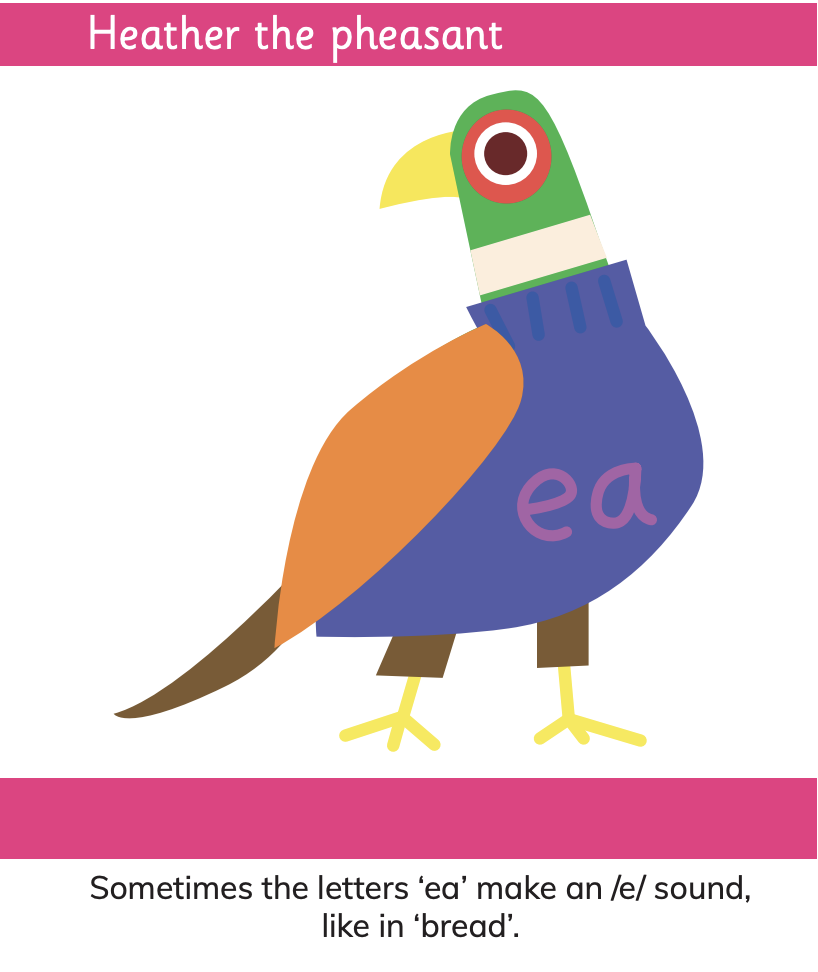 Heather the pheasant
ea
Sometimes the letters ‘ea’ make an /e/ sound,
like in ‘bread’.